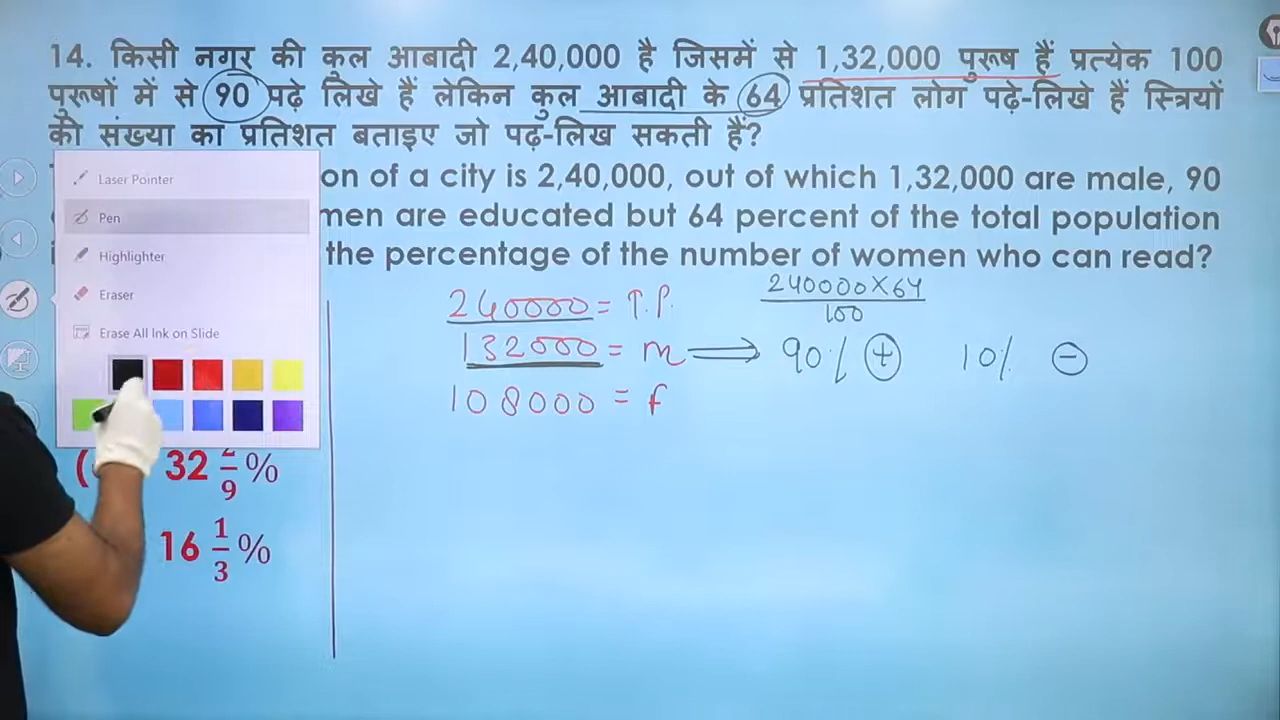 14. किसी नगर की कुल आबादी 2,40,000 है जिसमें से 1,32,000 पुरूष हैं प्रत्येक 100
पुरूषों में से 90 पढ़े लिखे हैं लेकिन कुल आबादी के 64 प्रतिशत लोग पढ़े-लिखे हैं स्त्रियों
की संख्या का प्रतिशत बताइए जो पढ़-लिख सकती हैं?
on of a city is 2,40,000, out of which 1,32,000 are male, 90
men are educated but 64 percent of the total population
the percentage of the number of women who can read?
Laser Pointer
Pen
Highlighter
Eraser
Erase All Ink on Slide
240000 = T.P.
240000×64
100
132000 = m ⟹ 90% + 10% −
108000 = f
( 32 2/9 %
16 1/3 %